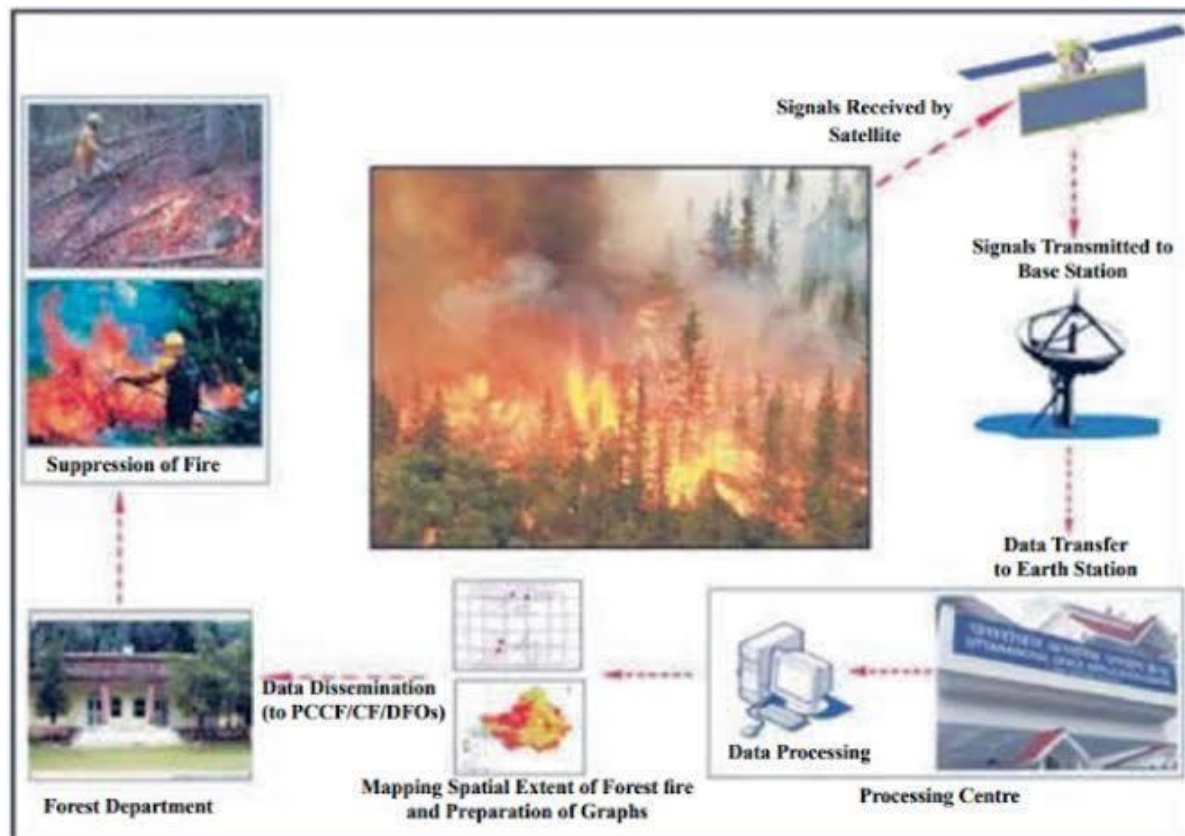 Signals Received by
Satellite
Signals Transmitted to
Base Station
Suppression of Fire
Data Transfer
to Earth Station
Data Dissemination
(to PCCF/CF/DFOs)
Data Processing
Mapping Spatial Extent of Forest fire
and Preparation of Graphs
Forest Department
Processing Centre